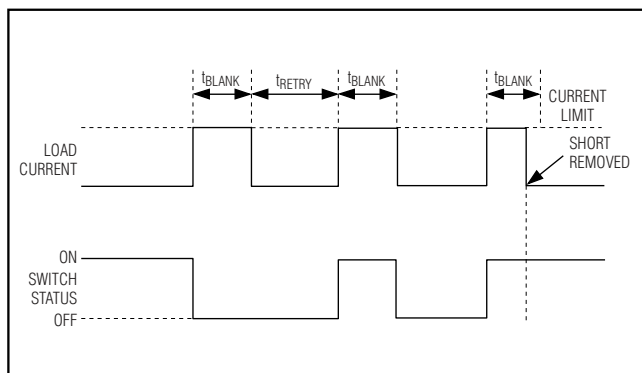 tBLANK tRETRY tBLANK tBLANK
CURRENT
LIMIT
LOAD
CURRENT
SHORT
REMOVED
ON
SWITCH
STATUS
OFF